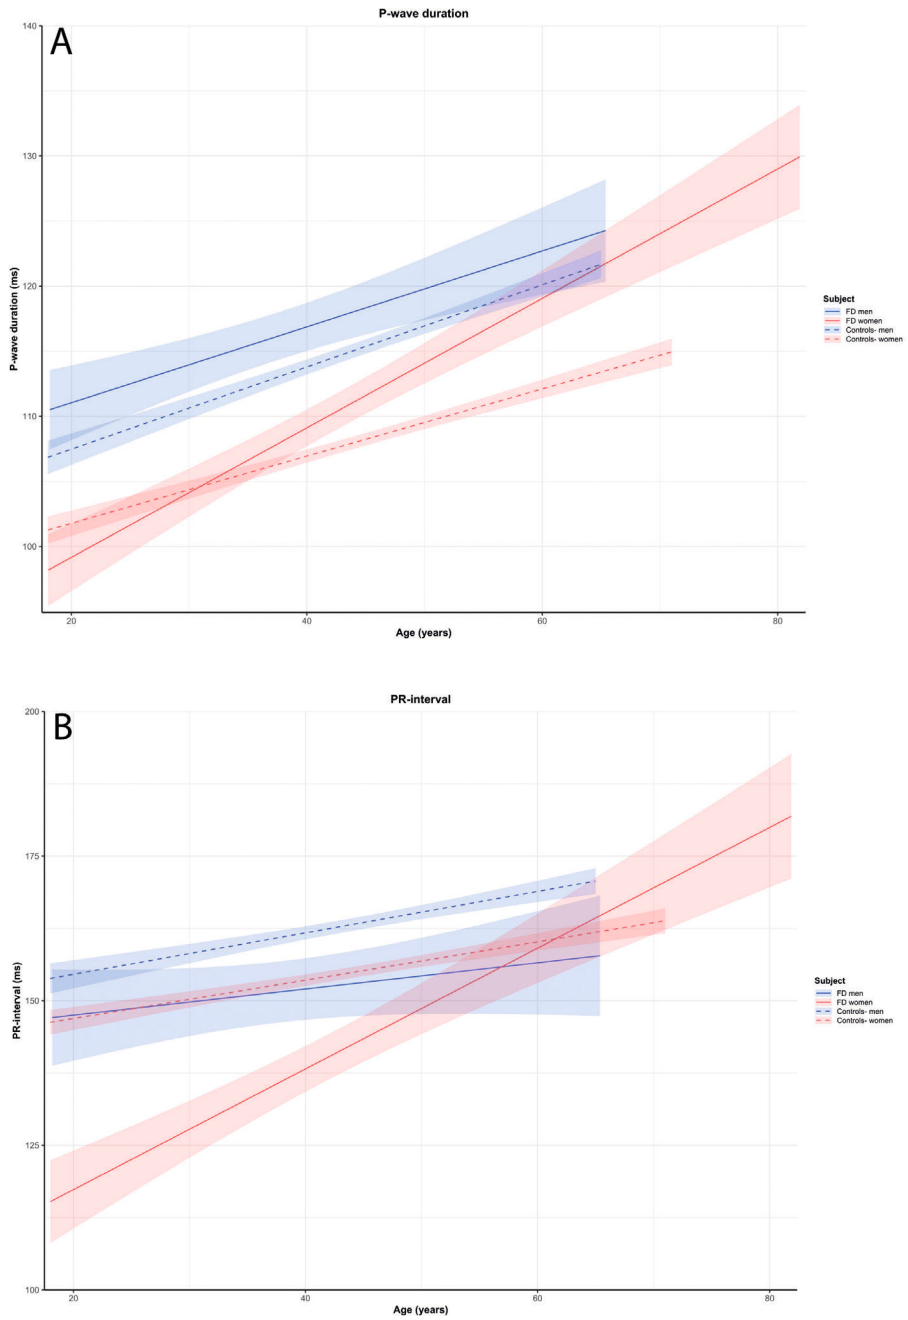 P-wave duration
A
140
130
120
110
100
P-wave duration (ms)
20 40 60 80
Age (years)
Subject
FD men
FD women
Controls- men
Controls- women
PR-interval
B
200
175
150
125
100
PR-interval (ms)
20 40 60 80
Age (years)
Subject
FD men
FD women
Controls- men
Controls- women